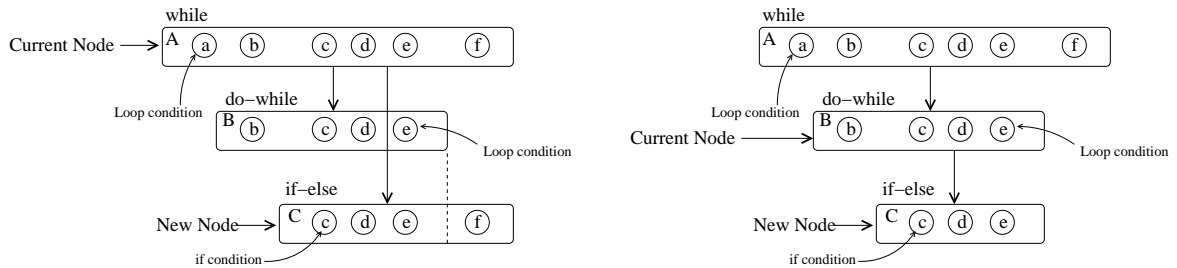 while
Current Node
A a b c d e f
Loop condition
do-while
B b c d e
Loop condition
if-else
New Node
C c d e f
if condition
while
A a b c d e f
Loop condition
do-while
Current Node
B b c d e
Loop condition
if-else
New Node
C c d e
if condition